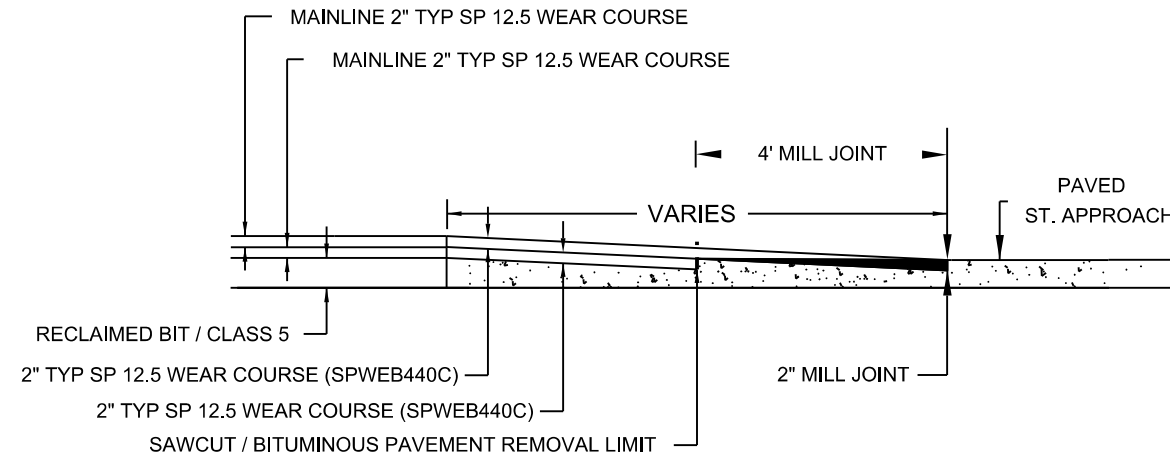 MAINLINE 2" TYP SP 12.5 WEAR COURSE
MAINLINE 2" TYP SP 12.5 WEAR COURSE
4' MILL JOINT
PAVED
ST. APPROACH
VARIES
RECLAIMED BIT / CLASS 5
2" TYP SP 12.5 WEAR COURSE (SPWEB440C)
2" MILL JOINT
2" TYP SP 12.5 WEAR COURSE (SPWEB440C)
SAWCUT / BITUMINOUS PAVEMENT REMOVAL LIMIT